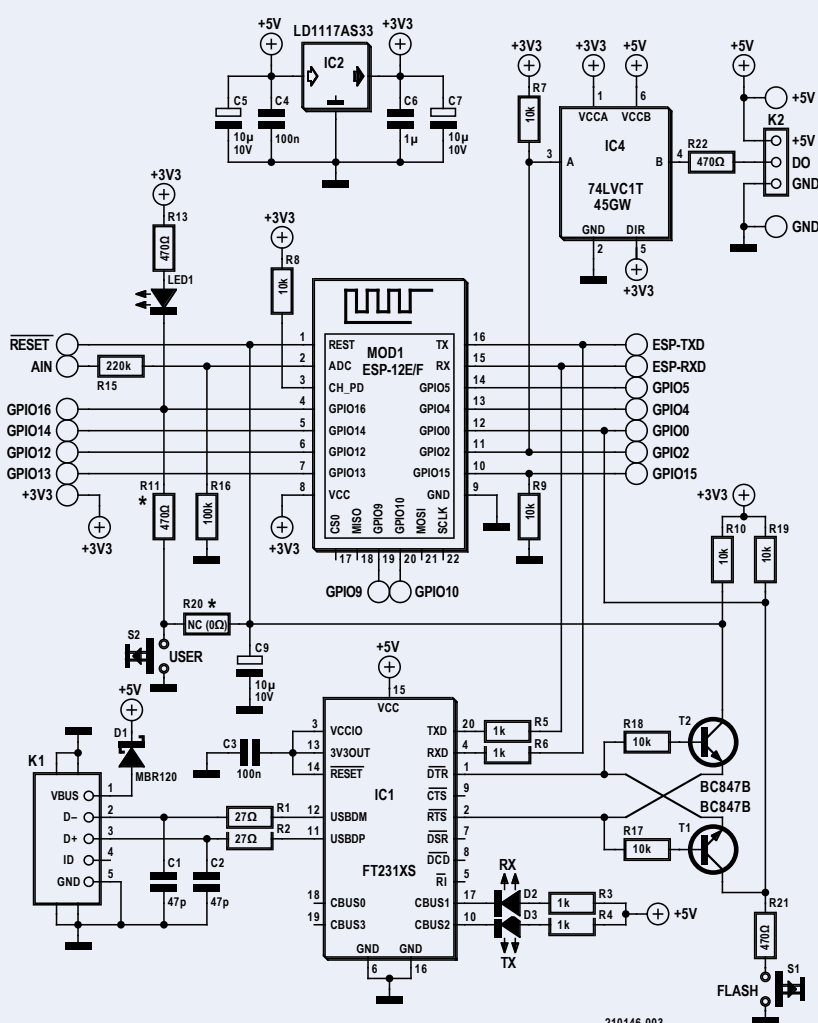 +5V
LD1117AS33
+3V3
IC2
C5
10µ
10V
C4
100n
C6
1µ
C7
10µ
10V
+3V3
R7
10k
+3V3
+5V
1
6
VCCA
VCCB
IC4
3
A
B
4
74LVC1T
45GW
GND
DIR
2
5
+3V3
R22
470Ω
+5V
+5V
K2
+5V
DO
GND
GND
+3V3
R13
470Ω
LED1
+3V3
R8
10k
RESET
AIN
R15
220k
GPIO16
GPIO14
GPIO12
GPIO13
+3V3
+3V3
R11
*
470Ω
R16
100k
+3V3
MOD1
ESP-12E/F
1
REST
2
ADC
3
CH_PD
4
GPIO16
5
GPIO14
6
GPIO12
7
GPIO13
8
VCC
TX
16
RX
15
GPIO5
14
GPIO4
13
GPIO0
12
GPIO2
11
GPIO15
10
GND
9
CS0
MISO
GPIO9
GPIO10
MOSI
SCLK
17
18
19
20
21
22
GPIO9
GPIO10
ESP-TXD
ESP-RXD
GPIO5
GPIO4
GPIO0
GPIO2
GPIO15
R9
10k
+3V3
R10
10k
R19
10k
R20 *
NC (0Ω)
S2
USER
C9
10µ
10V
+5V
D1
MBR120
K1
VBUS
1
D–
2
D+
3
ID
4
GND
5
C1
47p
C2
47p
R1
27Ω
R2
27Ω
C3
100n
+5V
15
VCC
3
VCCIO
13
3V3OUT
14
RESET
IC1
12
USBDM
11
USBDP
FT231XS
18
CBUS0
19
CBUS3
GND
GND
6
16
TXD
20
RXD
4
DTR
1
CTS
9
RTS
2
DSR
7
DCD
8
RI
5
CBUS1
17
CBUS2
10
R5
1k
R6
1k
RX
D2
D3
TX
R3
1k
R4
1k
+5V
R18
10k
T2
BC847B
BC847B
R17
10k
T1
R21
470Ω
FLASH
S1
210146-003